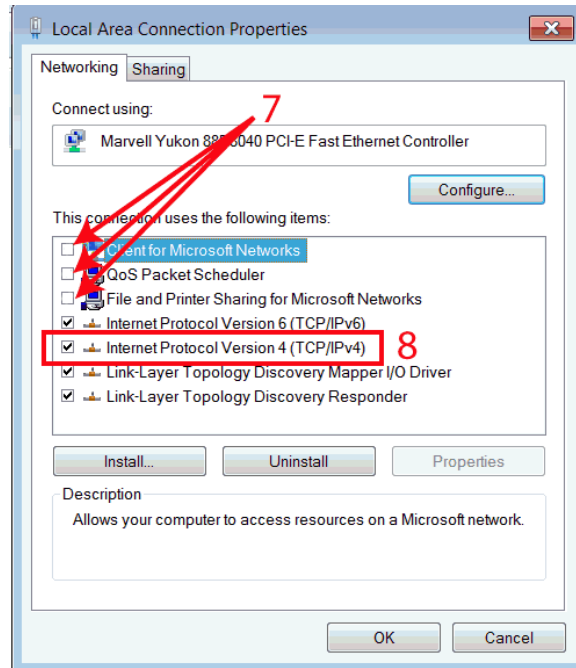 Local Area Connection Properties
Networking
Sharing
7
Connect using:
Marvell Yukon PCI-E Fast Ethernet Controller
Configure...
This connection uses the following items:
Client for Microsoft Networks
QoS Packet Scheduler
File and Printer Sharing for Microsoft Networks
Internet Protocol Version 6 (TCP/IPv6)
Internet Protocol Version 4 (TCP/IPv4)
8
Link-Layer Topology Discovery Mapper I/O Driver
Link-Layer Topology Discovery Responder
Install...
Uninstall
Properties
Description
Allows your computer to access resources on a Microsoft network.
OK
Cancel